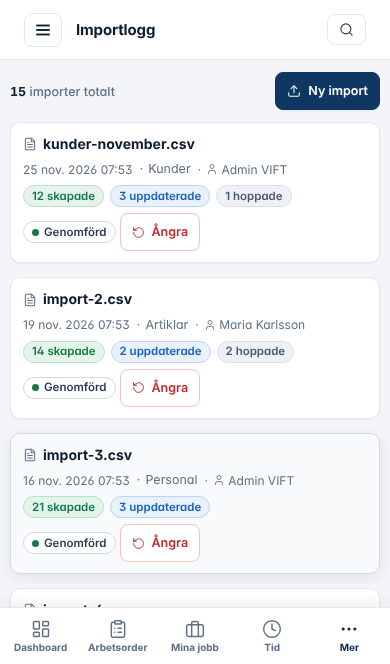 Importlogg
15 importer totalt
Ny import
kunder-november.csv
25 nov. 2026 07:53 · Kunder · Admin VIFT
12 skapade 3 uppdaterade 1 hoppade
Genomförd Ångra
import-2.csv
19 nov. 2026 07:53 · Artiklar · Maria Karlsson
14 skapade 2 uppdaterade 2 hoppade
Genomförd Ångra
import-3.csv
16 nov. 2026 07:53 · Personal · Admin VIFT
21 skapade 3 uppdaterade
Genomförd Ångra
Dashboard Arbetsorder Mina jobb Tid Mer